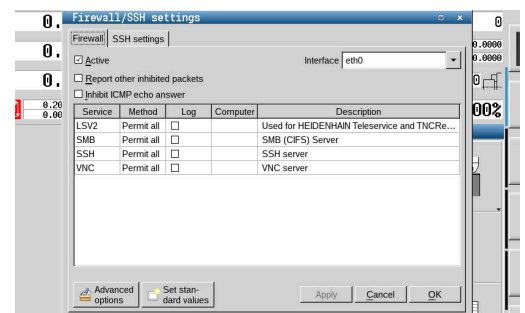 Firewall/SSH settings
0.
0
Firewall SSH settings
0.
0.0000
0.0000
Active
Interface eth0
0.
0
Report other inhibited packets
Inhibit ICMP echo answer
0.20
0.00
00%
Service Method Log Computer Description
LSV2 Permit all Used for HEIDENHAIN Teleservice and TNCRe...
SMB Permit all SMB (CIFS) Server
SSH Permit all SSH server
VNC Permit all VNC server
Advanced options
Set stan-
dard values
Apply Cancel OK